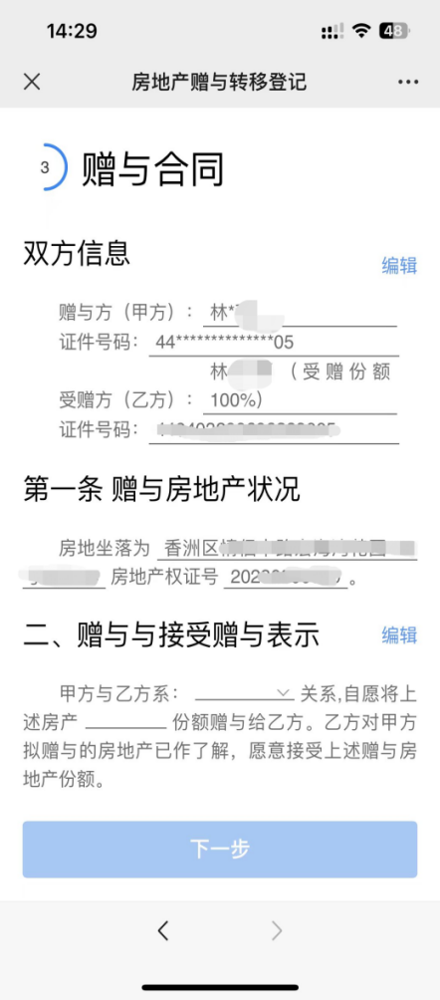 14:29
48
房地产赠与转移登记
3
赠与合同
双方信息
编辑
赠与方（甲方）： 林*
证件号码： 44**************05
林 （受赠份额
受赠方（乙方）： 100%）
证件号码：
第一条 赠与房地产状况
房地坐落为 香洲区
房地产权证号 202 。
二、赠与与接受赠与表示
编辑
甲方与乙方系： 关系,自愿将上
述房产 份额赠与给乙方。乙方对甲方
拟赠与的房地产已作了解，愿意接受上述赠与房
地产份额。
下一步